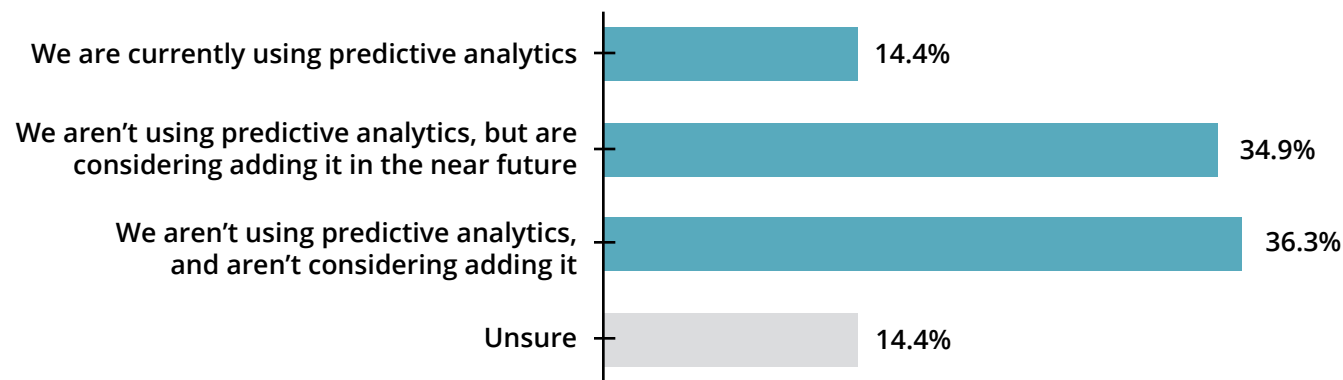 We are currently using predictive analytics
14.4%
We aren’t using predictive analytics, but are
considering adding it in the near future
34.9%
We aren’t using predictive analytics,
and aren’t considering adding it
36.3%
Unsure
14.4%